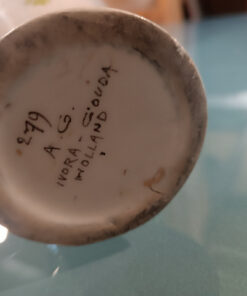 279
A.G.
IVORA - GOUDA
HOLLAND